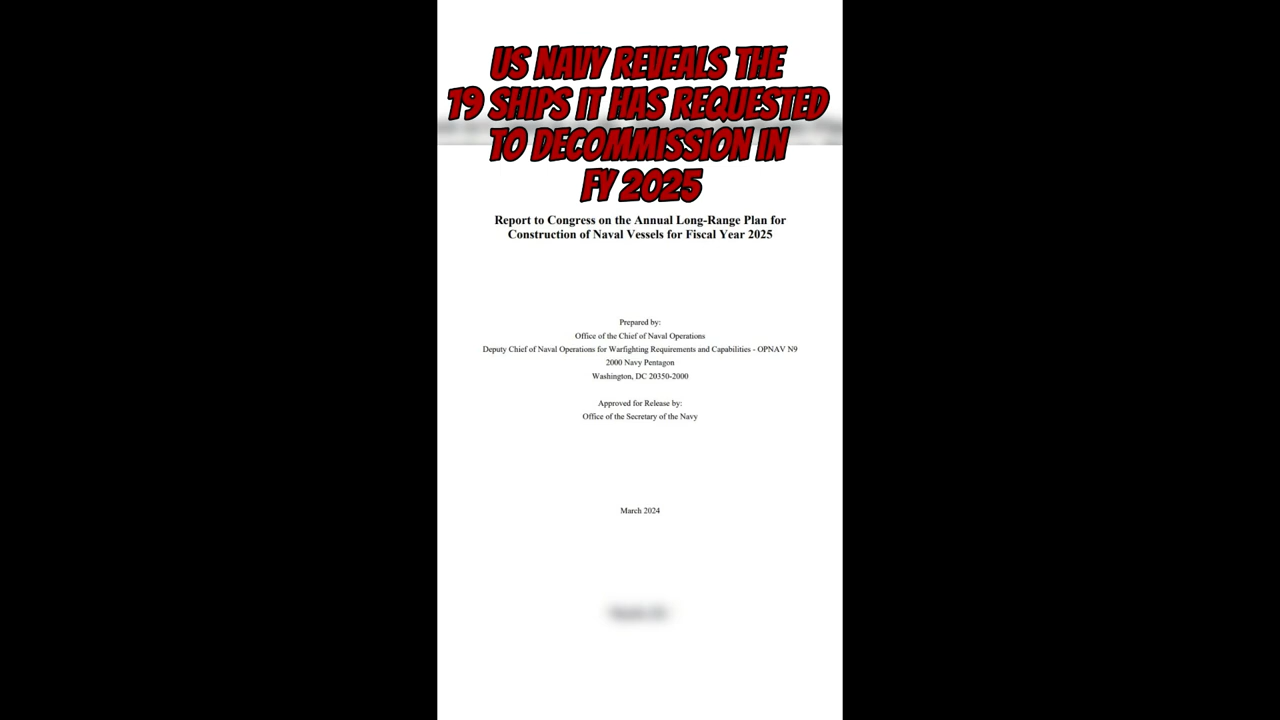 US NAVY REVEALS THE
19 SHIPS IT HAS REQUESTED
TO DECOMMISSION IN
FY 2025
Report to Congress on the Annual Long-Range Plan for
Construction of Naval Vessels for Fiscal Year 2025
Prepared by:
Office of the Chief of Naval Operations
Deputy Chief of Naval Operations for Warfighting Requirements and Capabilities - OPNAV N9
2000 Navy Pentagon
Washington, DC 20350-2000
Approved for Release by:
Office of the Secretary of the Navy
March 2024